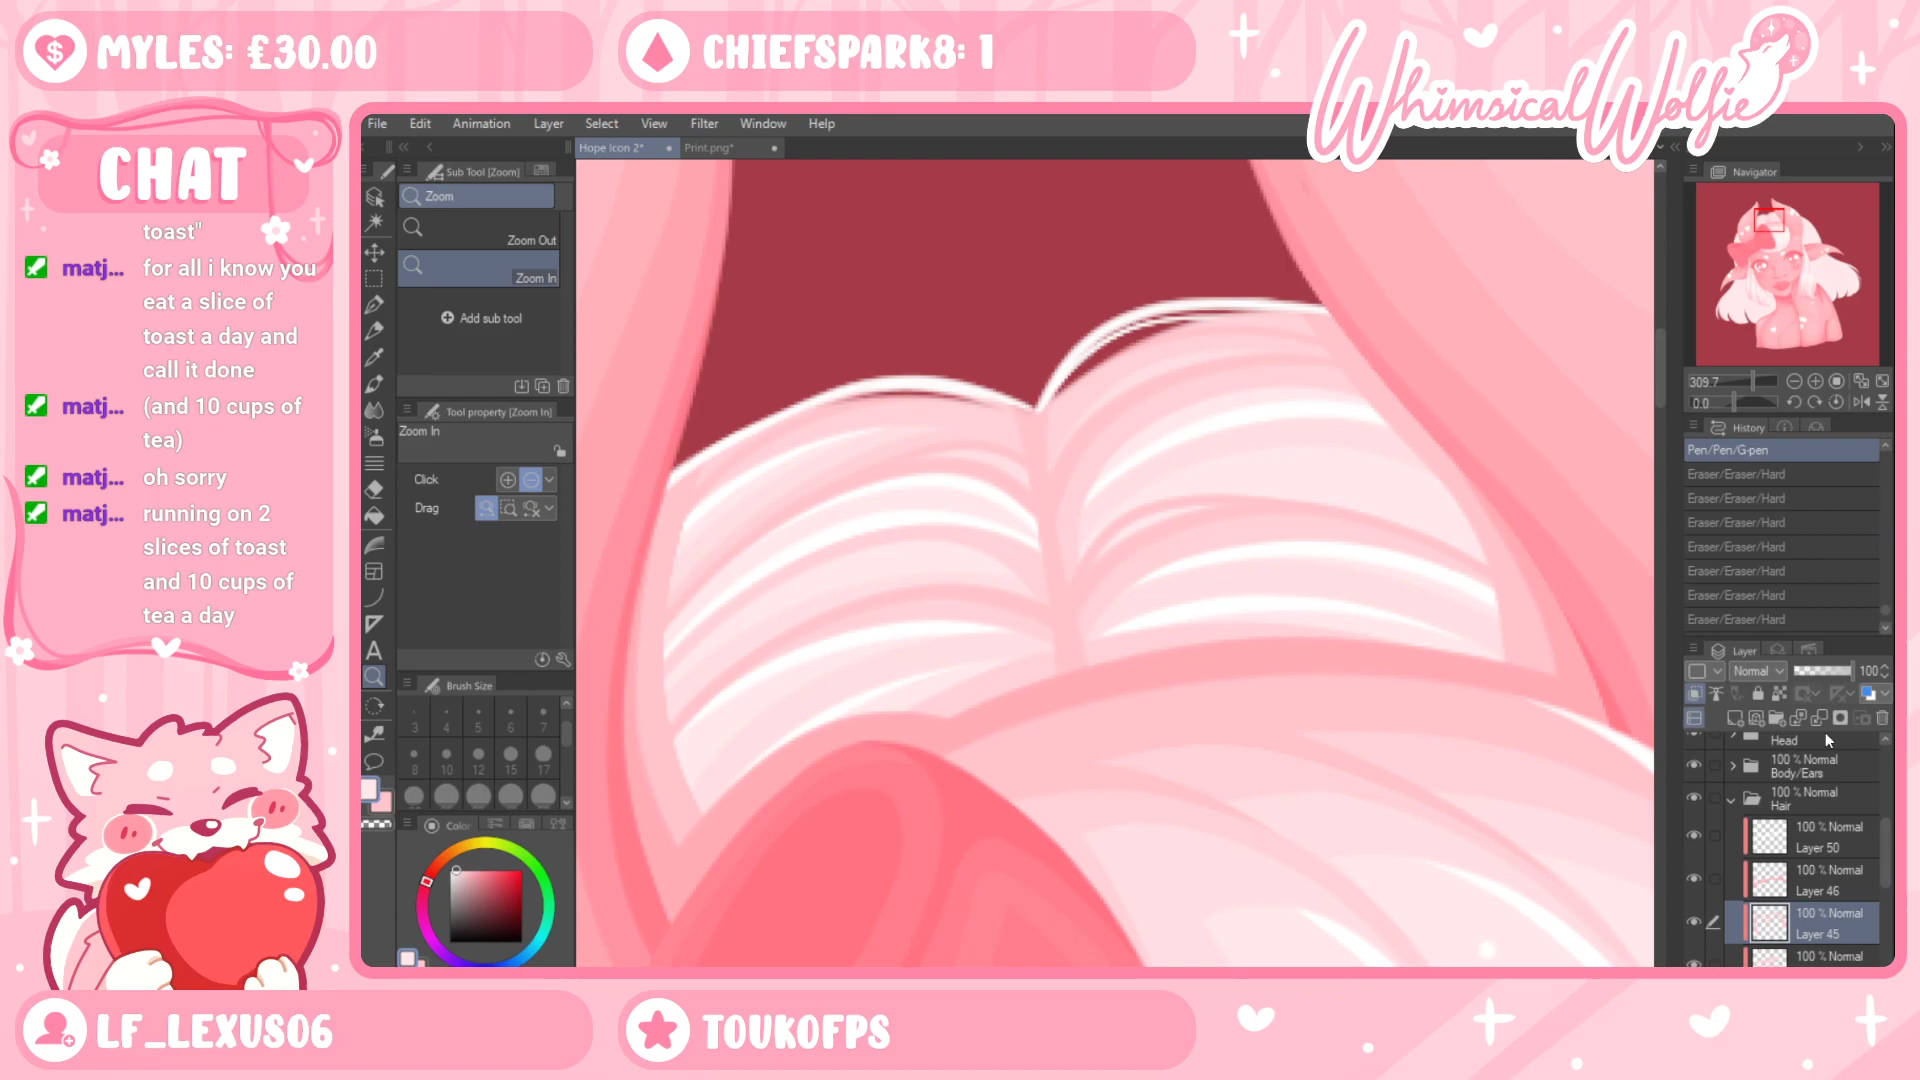 MYLES: £30.00
CHIEFSPARK8: 1
Whimsical Wolfie
CHAT
toast"
matj... for all i know you
eat a slice of
toast a day and
call it done
matj... (and 10 cups of
tea)
matj... oh sorry
matj... running on 2
slices of toast
and 10 cups of
tea a day
File Edit Animation Layer Select View Filter Window Help
Hope Icon 2* Print.png*
Sub Tool [Zoom]
Zoom
Zoom Out
Zoom In
Add sub tool
Tool property [Zoom In]
Zoom In
Click
Drag
Brush Size
3 4 5 6 7
8 10 12 15 17
Color
Navigator
309.7
0.0
History
Pen/Pen/G-pen
Eraser/Eraser/Hard
Eraser/Eraser/Hard
Eraser/Eraser/Hard
Eraser/Eraser/Hard
Eraser/Eraser/Hard
Eraser/Eraser/Hard
Eraser/Eraser/Hard
Layer
Normal 100
Head
100 % Normal
Body/Ears
100 % Normal
Hair
100 % Normal
Layer 50
100 % Normal
Layer 46
100 % Normal
Layer 45
100 % Normal
LF_LEXUS06
TOUKOFPS